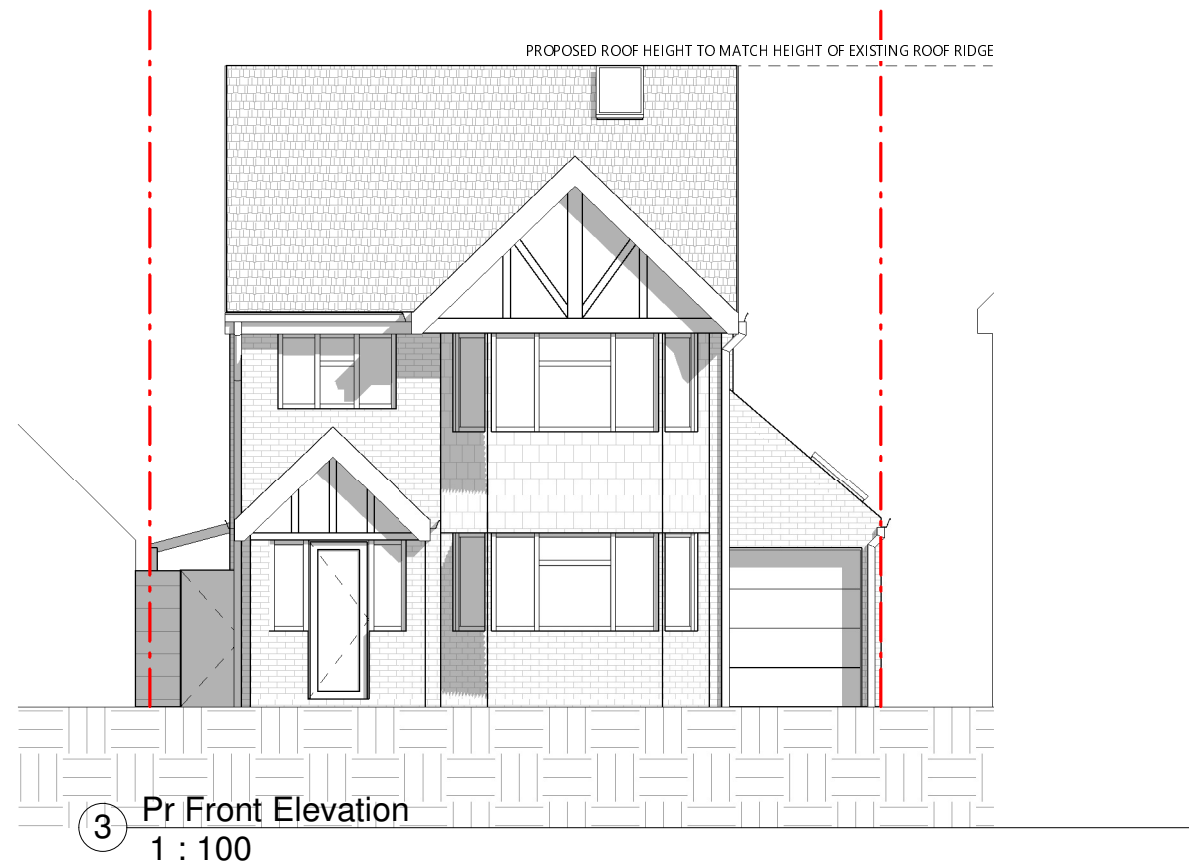 PROPOSED ROOF HEIGHT TO MATCH HEIGHT OF EXISTING ROOF RIDGE
3 Pr Front Elevation
1 : 100